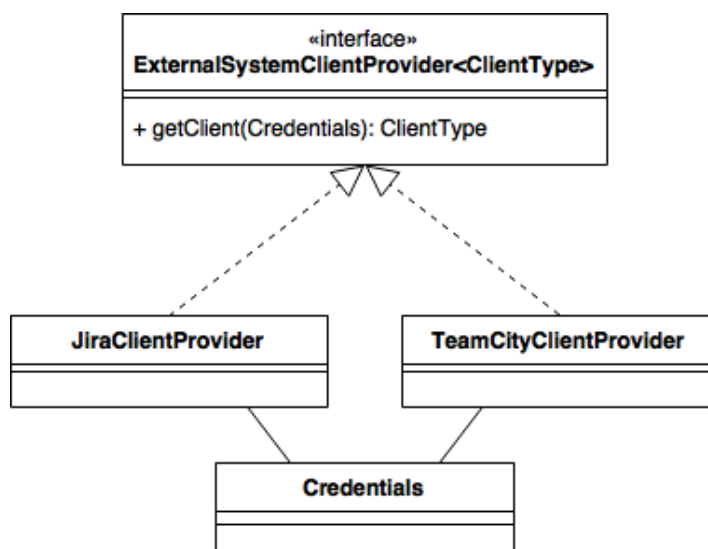 «interface»
ExternalSystemClientProvider<ClientType>
+ getClient(Credentials): ClientType
JiraClientProvider
TeamCityClientProvider
Credentials